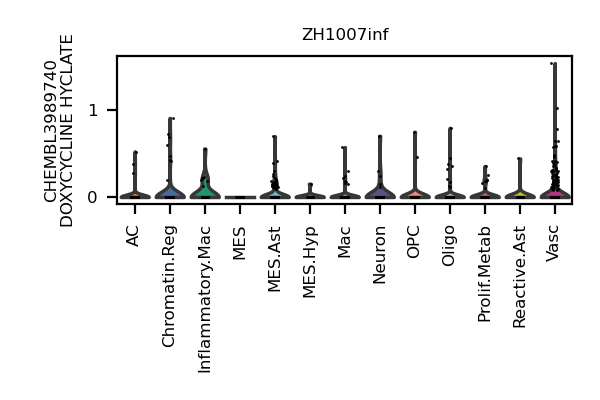 ZH1007inf
CHEMBL3989740
DOXYCYCLINE HYCLATE
1
0
AC
Chromatin.Reg
Inflammatory.Mac
MES
MES.Ast
MES.Hyp
Mac
Neuron
OPC
Oligo
Prolif.Metab
Reactive.Ast
Vasc